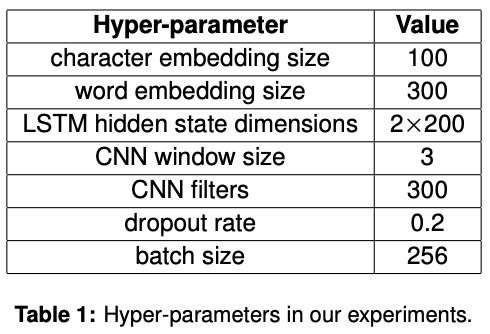 Hyper-parameter Value
character embedding size 100
word embedding size 300
LSTM hidden state dimensions 2×200
CNN window size 3
CNN filters 300
dropout rate 0.2
batch size 256
Table 1: Hyper-parameters in our experiments.